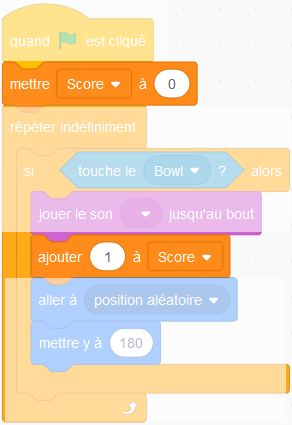 quand est cliqué
mettre Score à 0
répéter indéfiniment
si touche le Bowl ? alors
jouer le son jusqu'au bout
ajouter 1 à Score
aller à position aléatoire
mettre y à 180